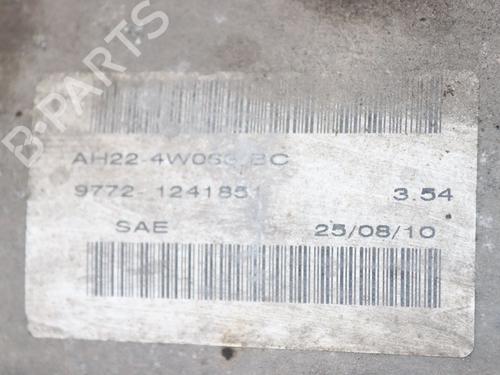 B-PARTS
AH22-4W063-BC
9772-1241851 3.54
SAE 25/08/10